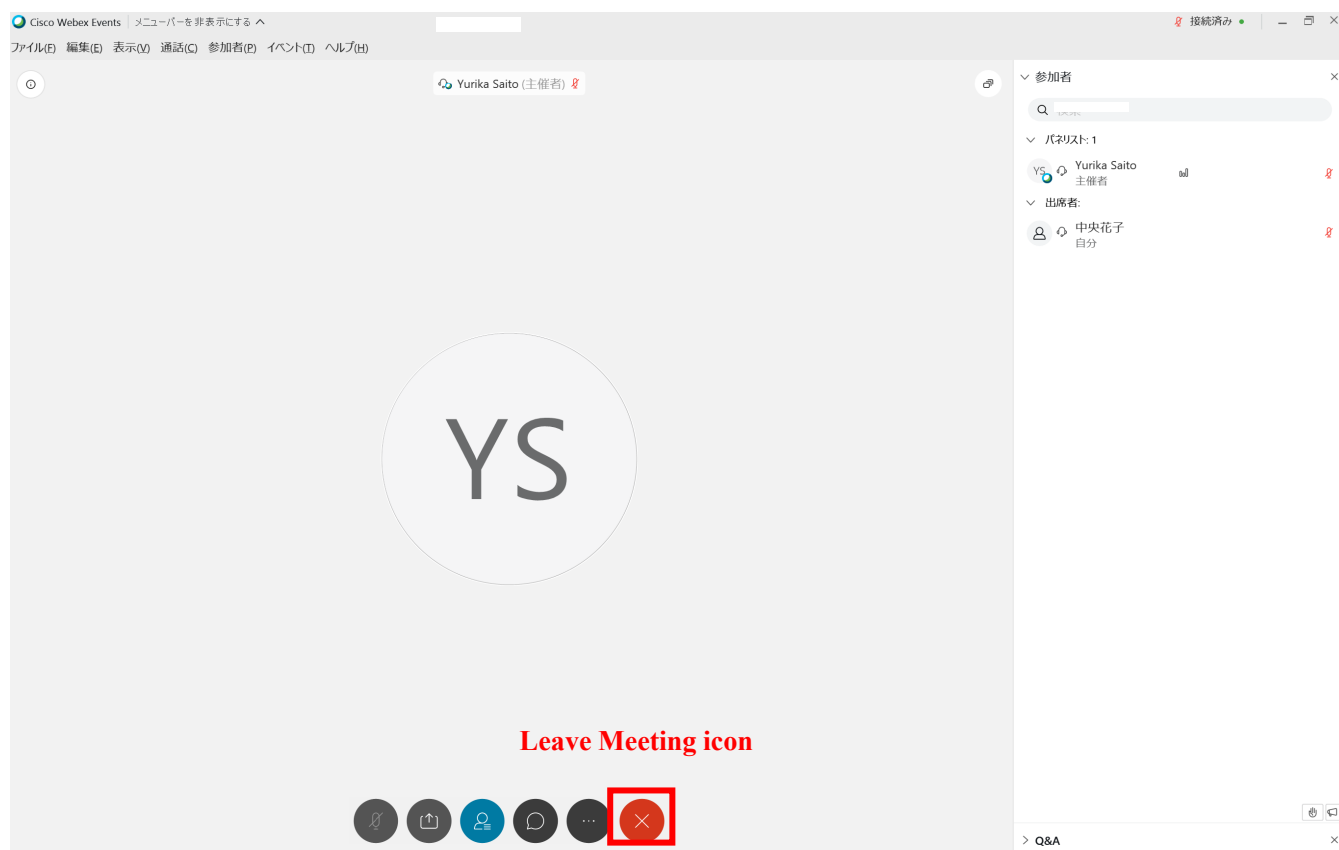 Cisco Webex Events メニューバーを非表示にする 接続済み
ファイル(F) 編集(E) 表示(V) 通話(C) 参加者(P) イベント(T) ヘルプ(H)
Yurika Saito (主催者)
参加者
パネリスト: 1
YS Yurika Saito
主催者
出席者:
中央花子
自分
YS
Leave Meeting icon
Q&A